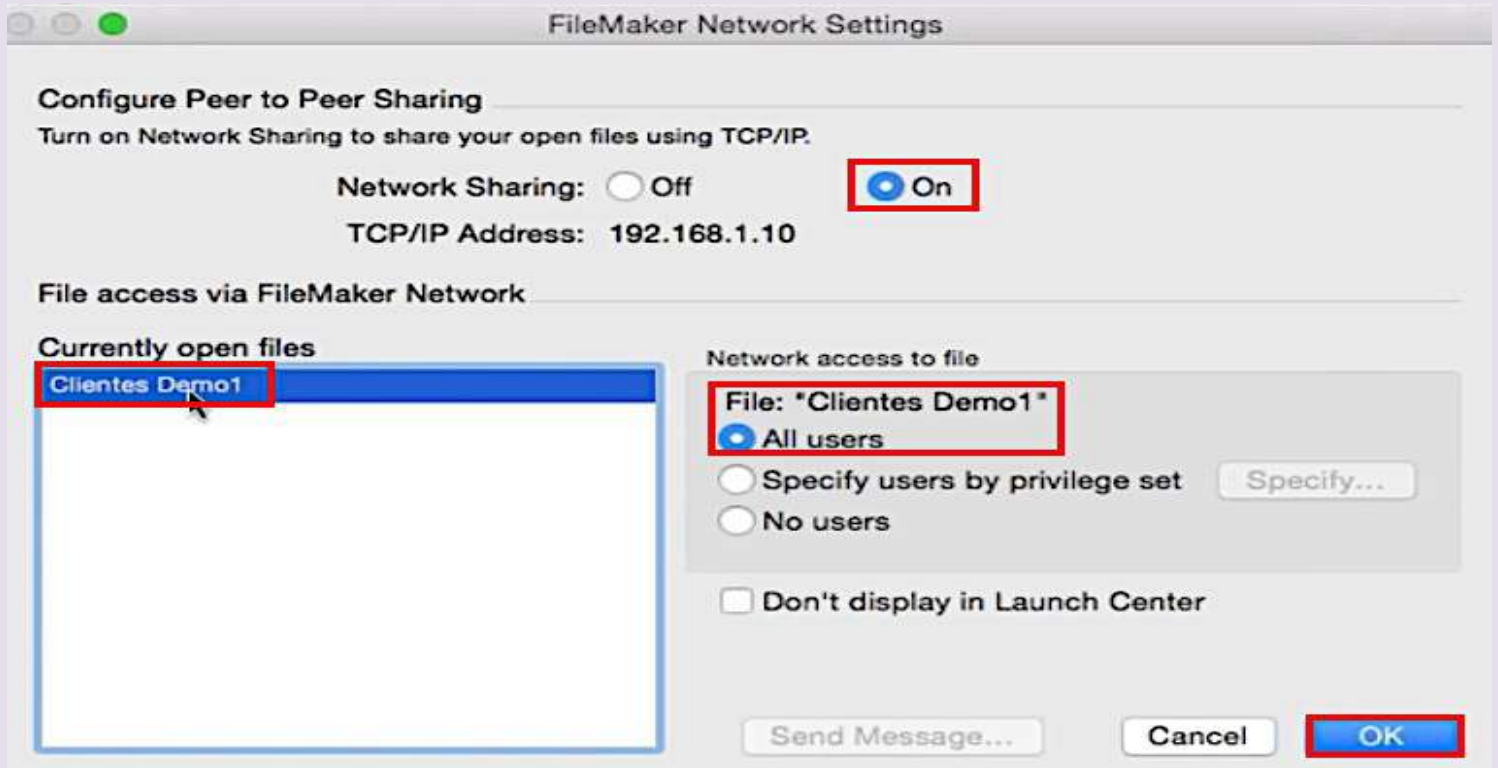 FileMaker Network Settings
Configure Peer to Peer Sharing
Turn on Network Sharing to share your open files using TCP/IP.
Network Sharing: Off On
TCP/IP Address: 192.168.1.10
File access via FileMaker Network
Currently open files
Clientes Demo1
Network access to file
File: "Clientes Demo1"
All users
Specify users by privilege set Specify...
No users
Don't display in Launch Center
Send Message... Cancel OK